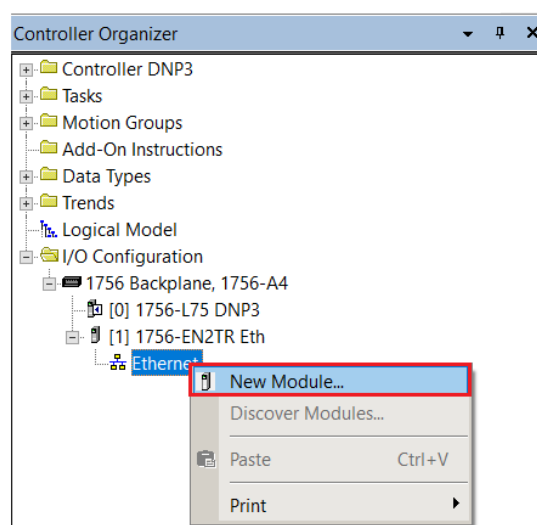 Controller Organizer
Controller DNP3
Tasks
Motion Groups
Add-On Instructions
Data Types
Trends
Logical Model
I/O Configuration
1756 Backplane, 1756-A4
[0] 1756-L75 DNP3
[1] 1756-EN2TR Eth
Ethernet
New Module...
Discover Modules...
Paste Ctrl+V
Print